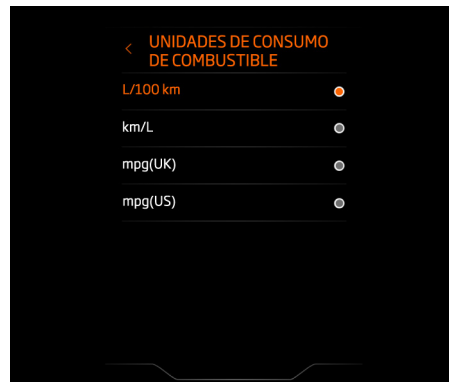 UNIDADES DE CONSUMO
DE COMBUSTIBLE
L/100 km
km/L
mpg(UK)
mpg(US)